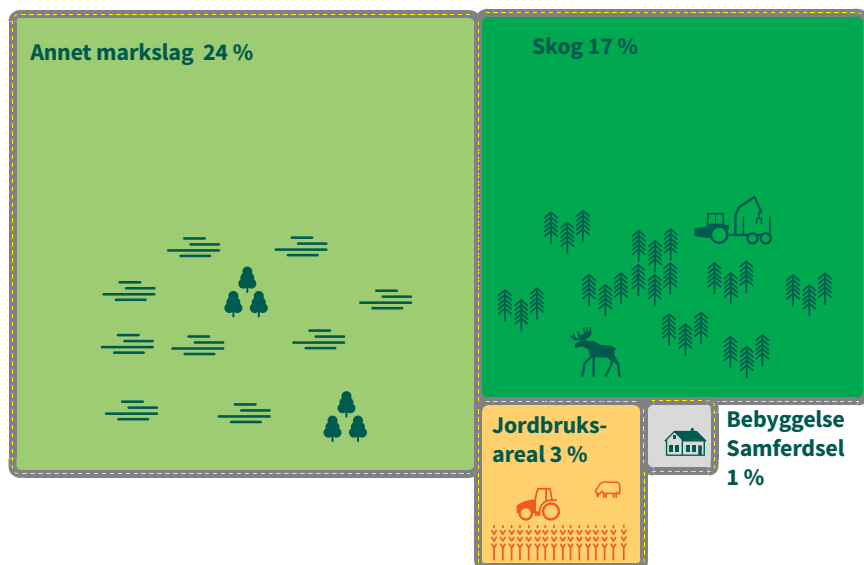 Annet markslag 24 %
Skog 17 %
Jordbruks-
areal 3 %
Bebyggelse
Samferdsel
1 %